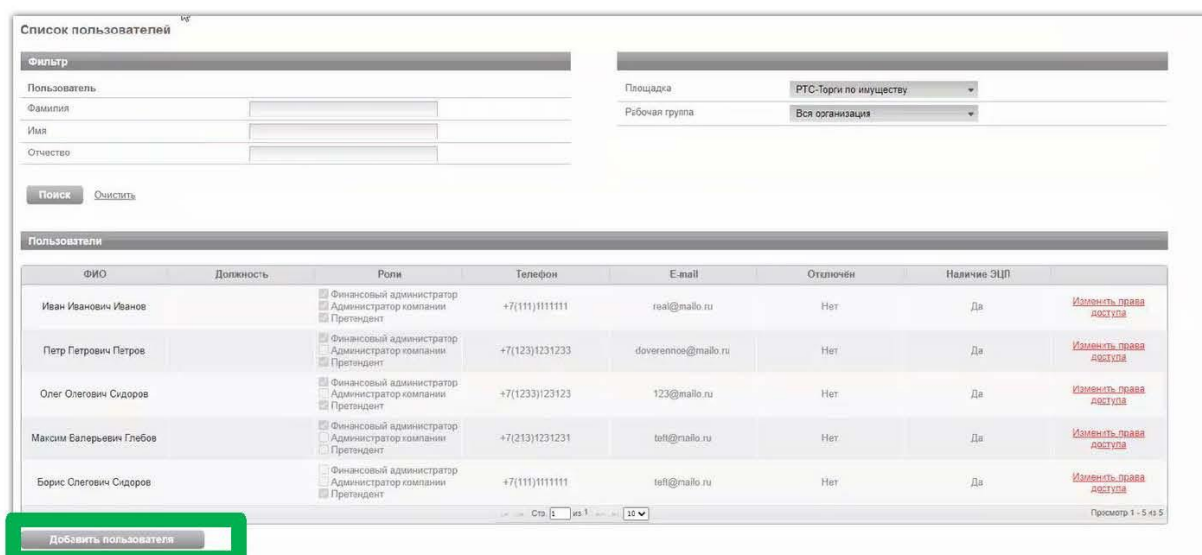 Список пользователей
Фильтр
Пользователь
Фамилия
Имя
Отчество
Площадка РТС-Торги по имуществу
Рабочая группа Вся организация
Поиск Очистить
Пользователи
ФИО Должность Роли Телефон E-mail Отключён Наличие ЭЦП
Финансовый администратор
Иван Иванович Иванов Администратор компании +7(111)1111111 real@mailo.ru Нет Да Изменить права доступа
Претендент
Финансовый администратор
Петр Петрович Петров Администратор компании +7(123)1231233 doverennoe@mailo.ru Нет Да Изменить права доступа
Претендент
Финансовый администратор
Олег Олегович Сидоров Администратор компании +7(1233)123123 123@mailo.ru Нет Да Изменить права доступа
Претендент
Финансовый администратор
Максим Валерьевич Глебов Администратор компании +7(213)1231231 Нет Да Изменить права доступа
Претендент
Финансовый администратор
Борис Олегович Сидоров Администратор компании +7(111)1111111 Нет Да Изменить права доступа
Претендент
Стр. 1 из 1 10 Просмотр 1 - 5 из 5
Добавить пользователя